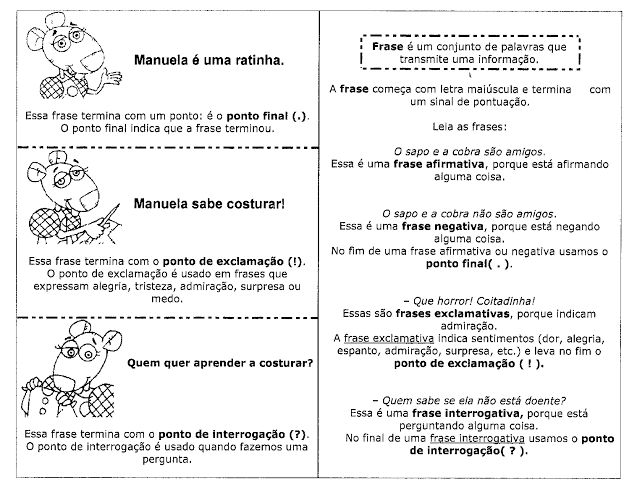 Manuela é uma ratinha.
Essa frase termina com um ponto: é o ponto final (.).
O ponto final indica que a frase terminou.
Manuela sabe costurar!
Essa frase termina com o ponto de exclamação (!).
O ponto de exclamação é usado em frases que
expressam alegria, tristeza, admiração, surpresa ou
medo.
Quem quer aprender a costurar?
Essa frase termina com o ponto de interrogação (?).
O ponto de interrogação é usado quando fazemos uma
pergunta.
Frase é um conjunto de palavras que
transmite uma informação.
A frase começa com letra maiúscula e termina com
um sinal de pontuação.
Leia as frases:
O sapo e a cobra são amigos.
Essa é uma frase afirmativa, porque está afirmando
alguma coisa.
O sapo e a cobra não são amigos.
Essa é uma frase negativa, porque está negando
alguma coisa.
No fim de uma frase afirmativa ou negativa usamos o
ponto final( . ).
– Que horror! Coitadinha!
Essas são frases exclamativas, porque indicam
admiração.
A frase exclamativa indica sentimentos (dor, alegria,
espanto, admiração, surpresa, etc.) e leva no fim o
ponto de exclamação ( ! ).
– Quem sabe se ela não está doente?
Essa é uma frase interrogativa, porque está
perguntando alguma coisa.
No final de uma frase interrogativa usamos o ponto
de interrogação( ? ).